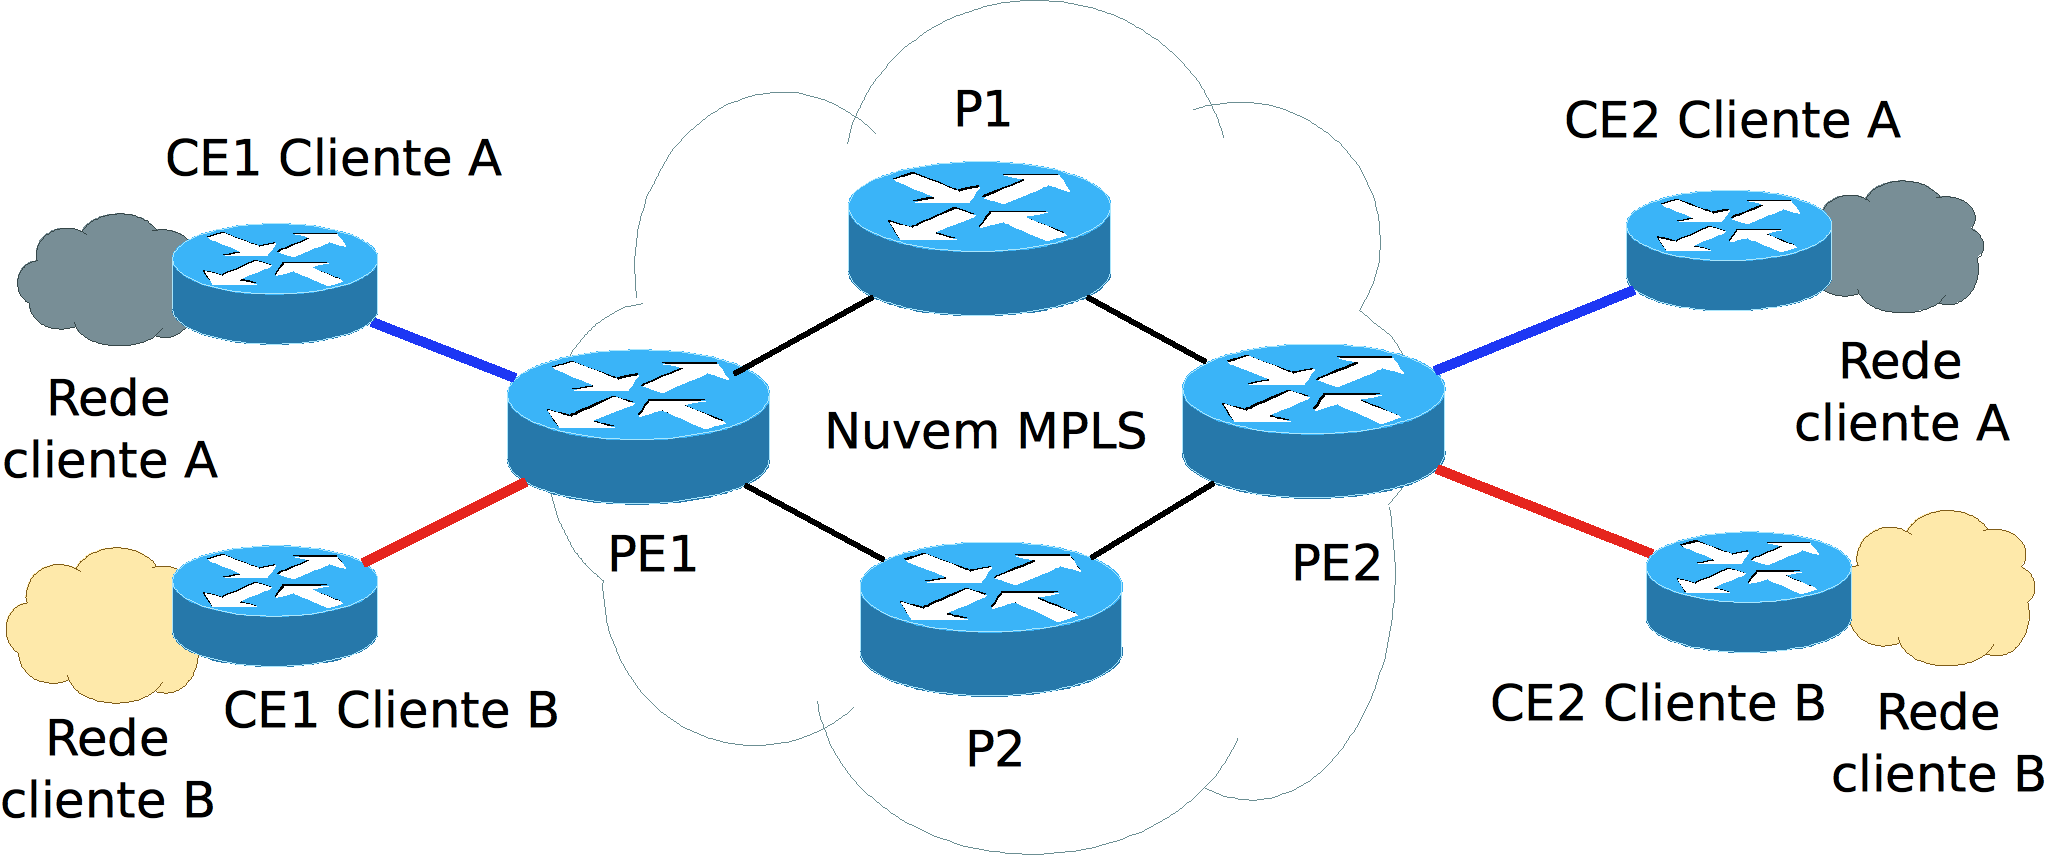 P1
CE2 Cliente A
CE1 Cliente A
Rede
cliente A
Rede
cliente A
Nuvem MPLS
PE1
PE2
CE1 Cliente B
CE2 Cliente B
Rede
cliente B
P2
Rede
cliente B